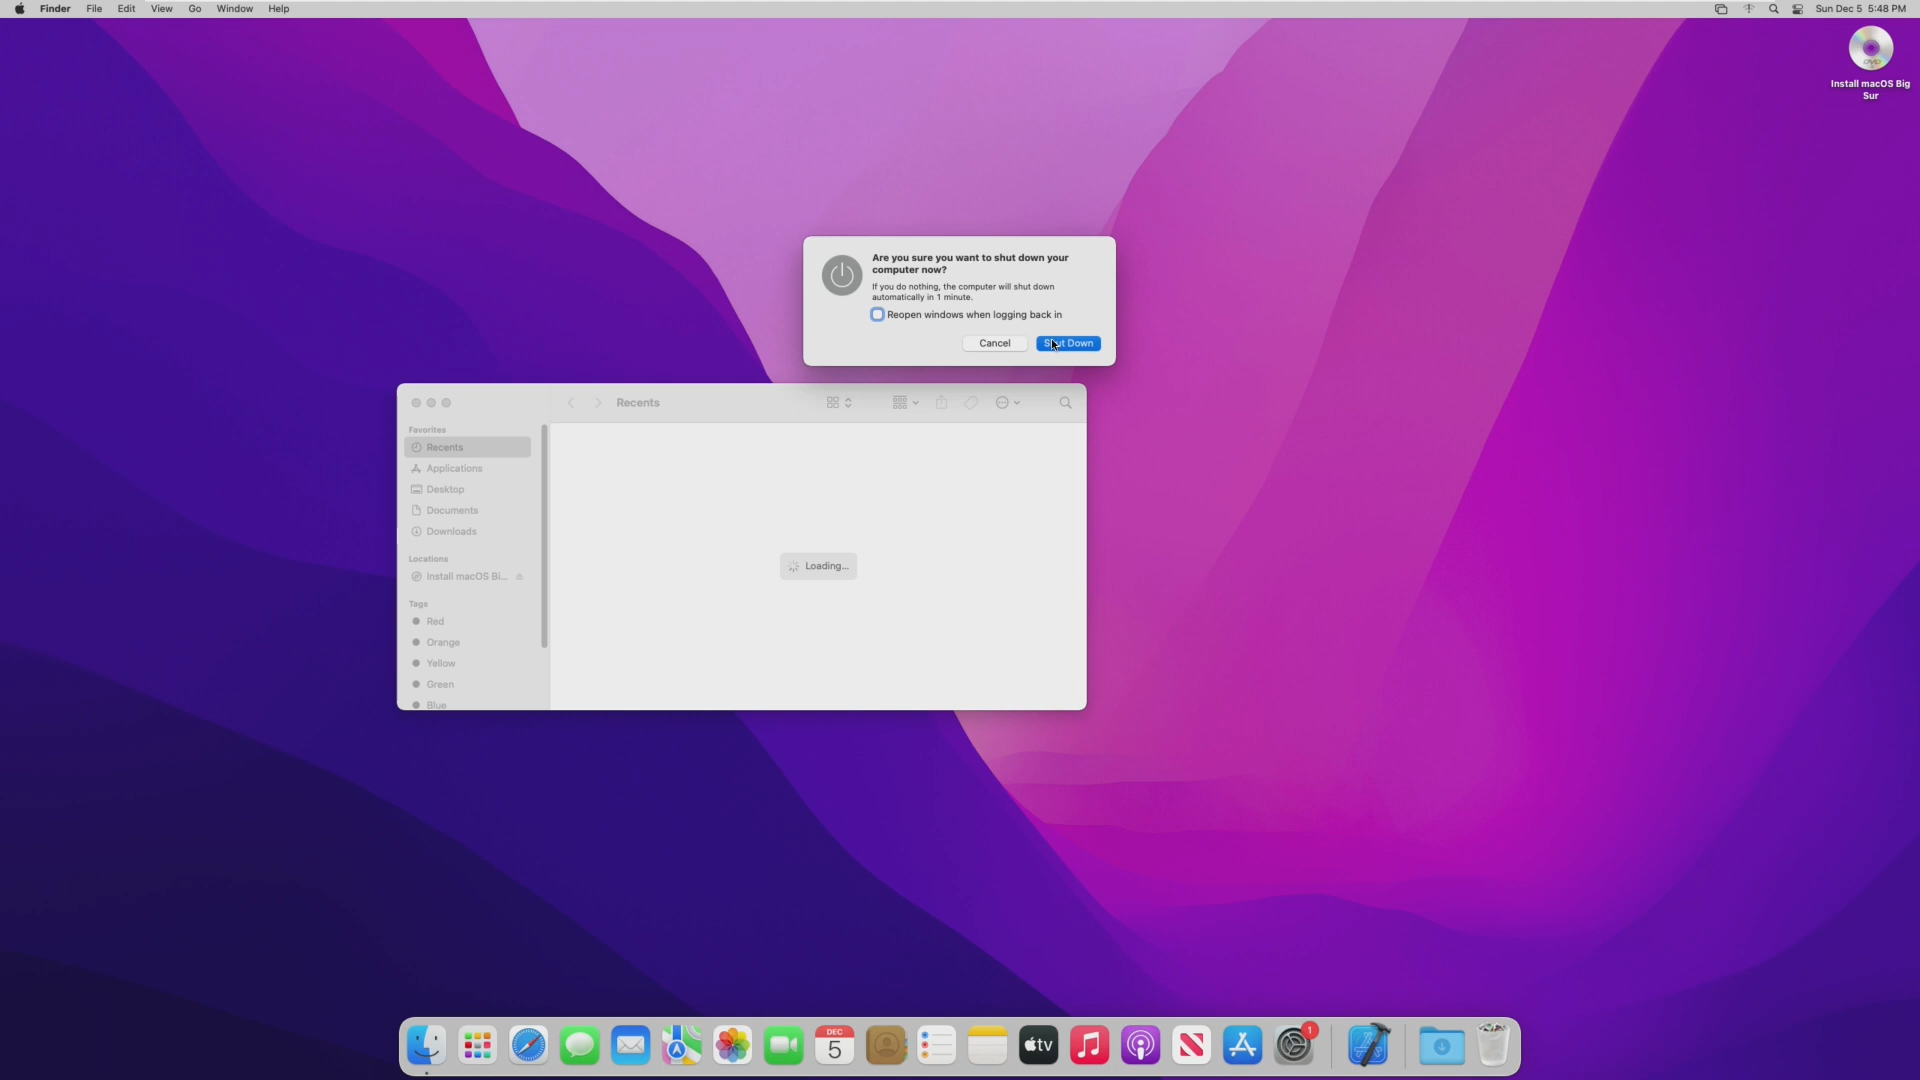 Finder File Edit View Go Window Help
Sun Dec 5 5:48 PM
DVD
Install macOS Big
Sur
Are you sure you want to shut down your
computer now?
If you do nothing, the computer will shut down
automatically in 1 minute.
Reopen windows when logging back in
Cancel
Shut Down
Recents
Favorites
Recents
Applications
Desktop
Documents
Downloads
Locations
Install macOS Bi...
Tags
Red
Orange
Yellow
Green
Blue
Loading...
DEC
5
tv
1